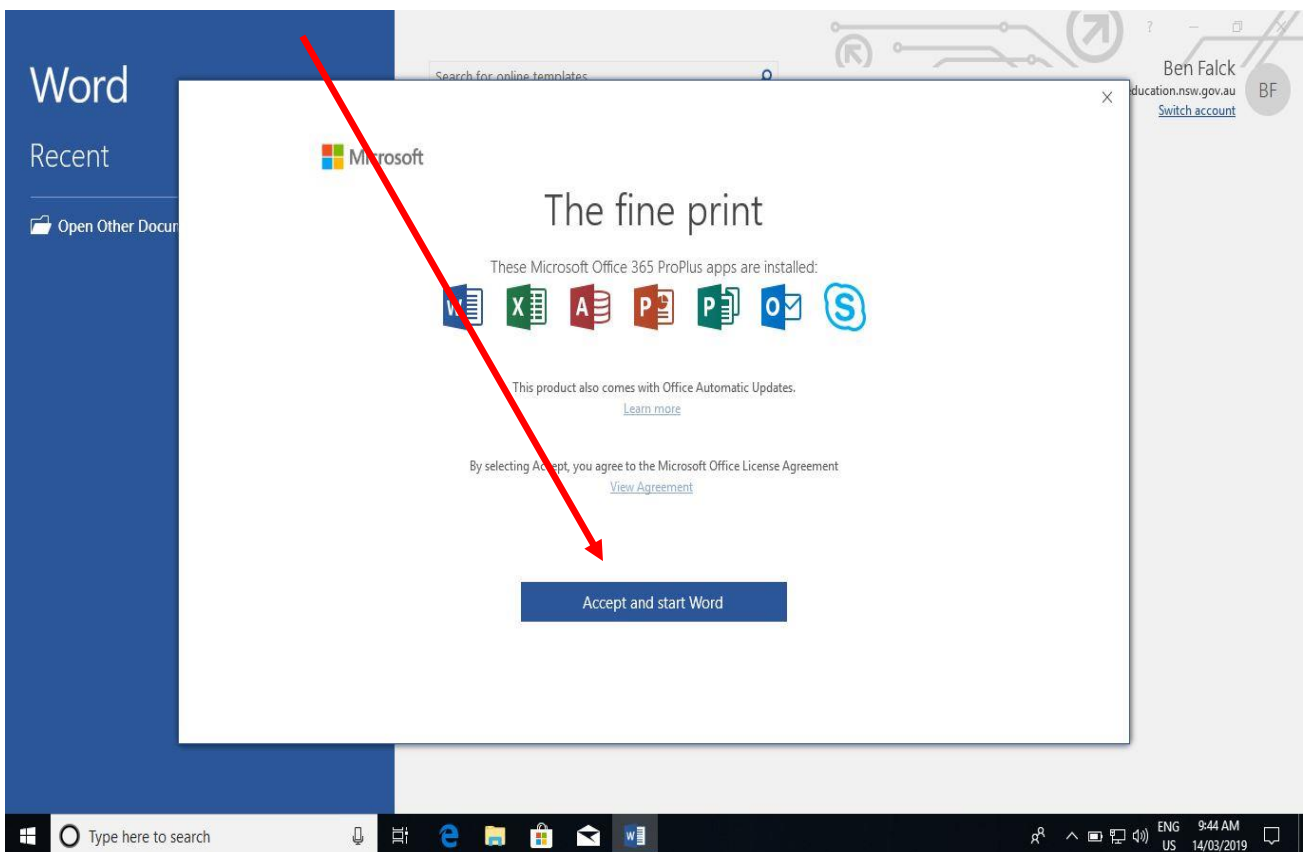 Word
Recent
Open Other Docun
Search for online templates
Ben Falck
education.nsw.gov.au
Switch account
BF
Microsoft
The fine print
These Microsoft Office 365 ProPlus apps are installed:
This product also comes with Office Automatic Updates.
Learn more
By selecting Accept, you agree to the Microsoft Office License Agreement
View Agreement
Accept and start Word
Type here to search
ENG
US
9:44 AM
14/03/2019